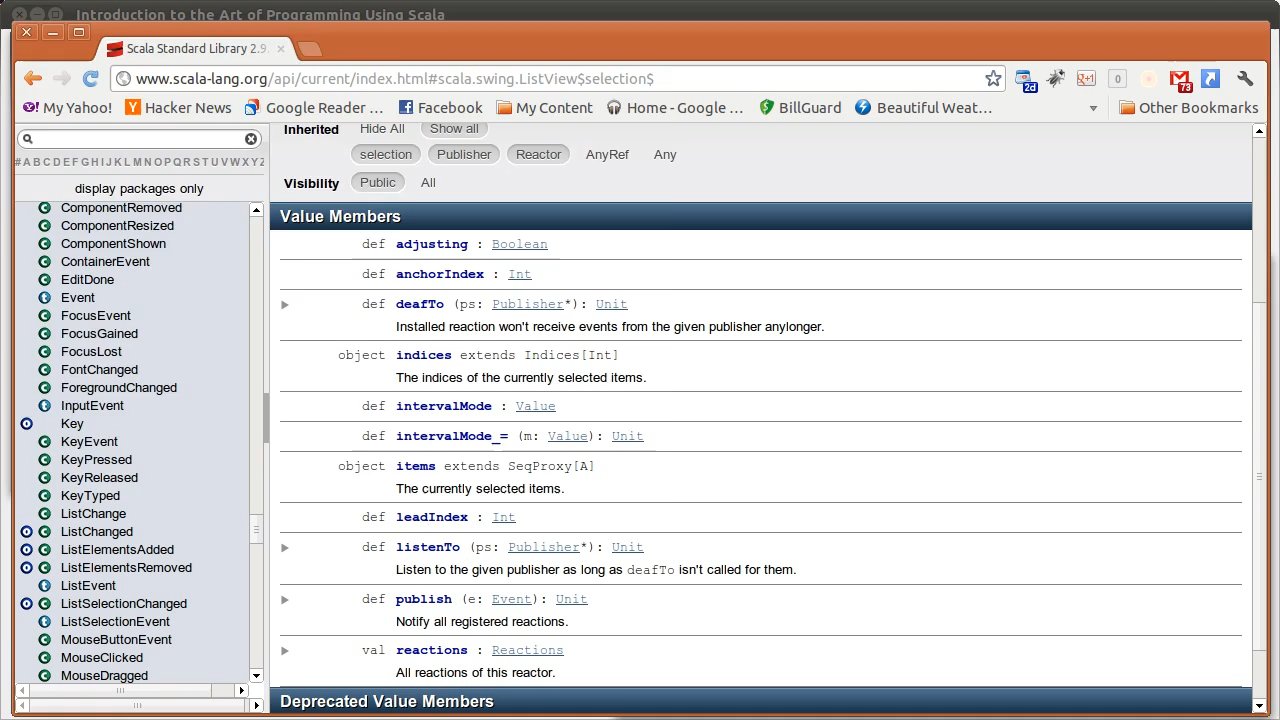 Introduction to the Art of Programming Using Scala
Scala Standard Library 2.9.
www.scala-lang.org/api/current/index.html#scala.swing.ListView$selection$
2d
g+1
0
73
Y! My Yahoo!
Y Hacker News
Google Reader ...
Facebook
My Content
Home - Google ...
BillGuard
Beautiful Weat...
Other Bookmarks
#ABCDEFGHIJKLMNOPQRSTUVWXYZ
display packages only
ComponentRemoved
ComponentResized
ComponentShown
ContainerEvent
EditDone
Event
FocusEvent
FocusGained
FocusLost
FontChanged
ForegroundChanged
InputEvent
Key
KeyEvent
KeyPressed
KeyReleased
KeyTyped
ListChange
ListChanged
ListElementsAdded
ListElementsRemoved
ListEvent
ListSelectionChanged
ListSelectionEvent
MouseButtonEvent
MouseClicked
MouseDragged
Inherited Hide All Show all
selection Publisher Reactor AnyRef Any
Visibility Public All
Value Members
def adjusting : Boolean
def anchorIndex : Int
def deafTo (ps: Publisher*): Unit
Installed reaction won't receive events from the given publisher anylonger.
object indices extends Indices[Int]
The indices of the currently selected items.
def intervalMode : Value
def intervalMode_= (m: Value): Unit
object items extends SeqProxy[A]
The currently selected items.
def leadIndex : Int
def listenTo (ps: Publisher*): Unit
Listen to the given publisher as long as deafTo isn't called for them.
def publish (e: Event): Unit
Notify all registered reactions.
val reactions : Reactions
All reactions of this reactor.
Deprecated Value Members